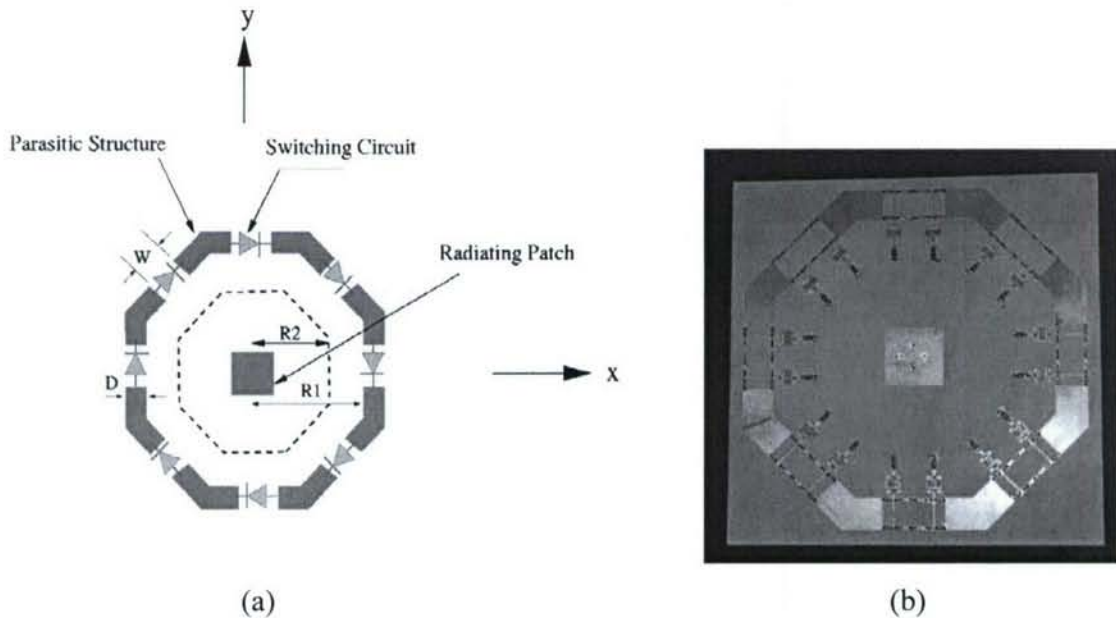 y
Parasitic Structure
Switching Circuit
W
Radiating Patch
R2
x
D
R1
(a)
(b)